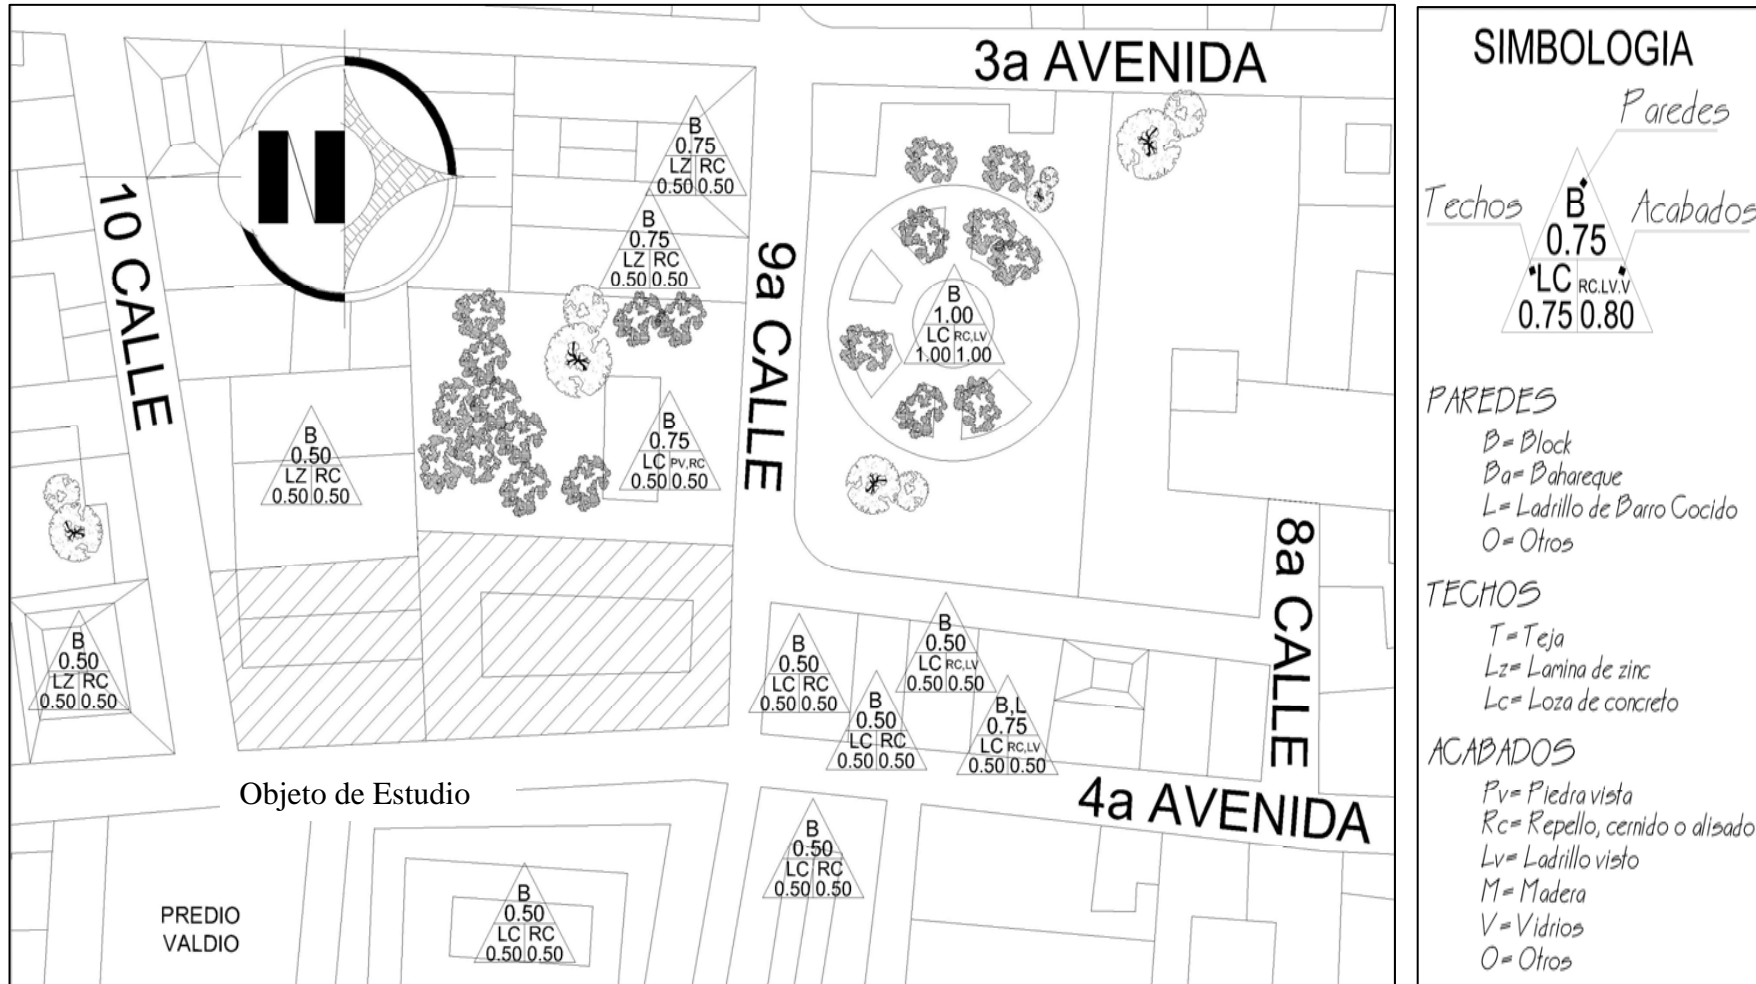 3a AVENIDA
B
0.75
LZ RC
0.50 0.50
10 CALLE
N
B
0.75
LZ RC
0.50 0.50
9a CALLE
B
1.00
LC RC,LV
1.00 1.00
B
0.50
LZ RC
0.50 0.50
B
0.75
LC PV,RC
0.50 0.50
8a CALLE
B
0.50
LZ RC
0.50 0.50
B
0.50
LC RC
0.50 0.50
B
0.50
LC RC,LV
0.50 0.50
B
0.50
LC RC
0.50 0.50
B,L
0.75
LC RC,LV
0.50 0.50
Objeto de Estudio
4a AVENIDA
B
0.50
LC RC
0.50 0.50
B
0.50
LC RC
0.50 0.50
PREDIO
VALDIO
SIMBOLOGIA
Paredes
Techos
Acabados
B
0.75
LC RC.LV.V
0.75 0.80
PAREDES
B= Block
Ba= Bahareque
L= Ladrillo de Barro Cocido
O= Otros
TECHOS
T= Teja
Lz= Lamina de zinc
Lc= Loza de concreto
ACABADOS
Pv= Piedra vista
Rc= Repello, cernido o alisado
Lv= Ladrillo visto
M= Madera
V= Vidrios
O= Otros